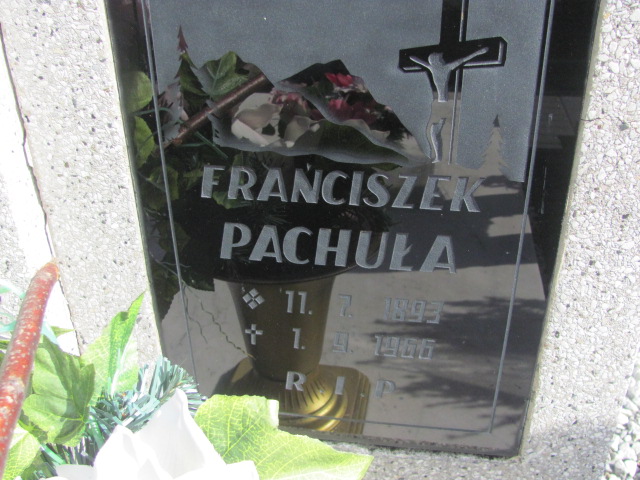 FRANCISZEK
PACHUŁA
11. 7. 1893
† 1. 9. 1966
R I P